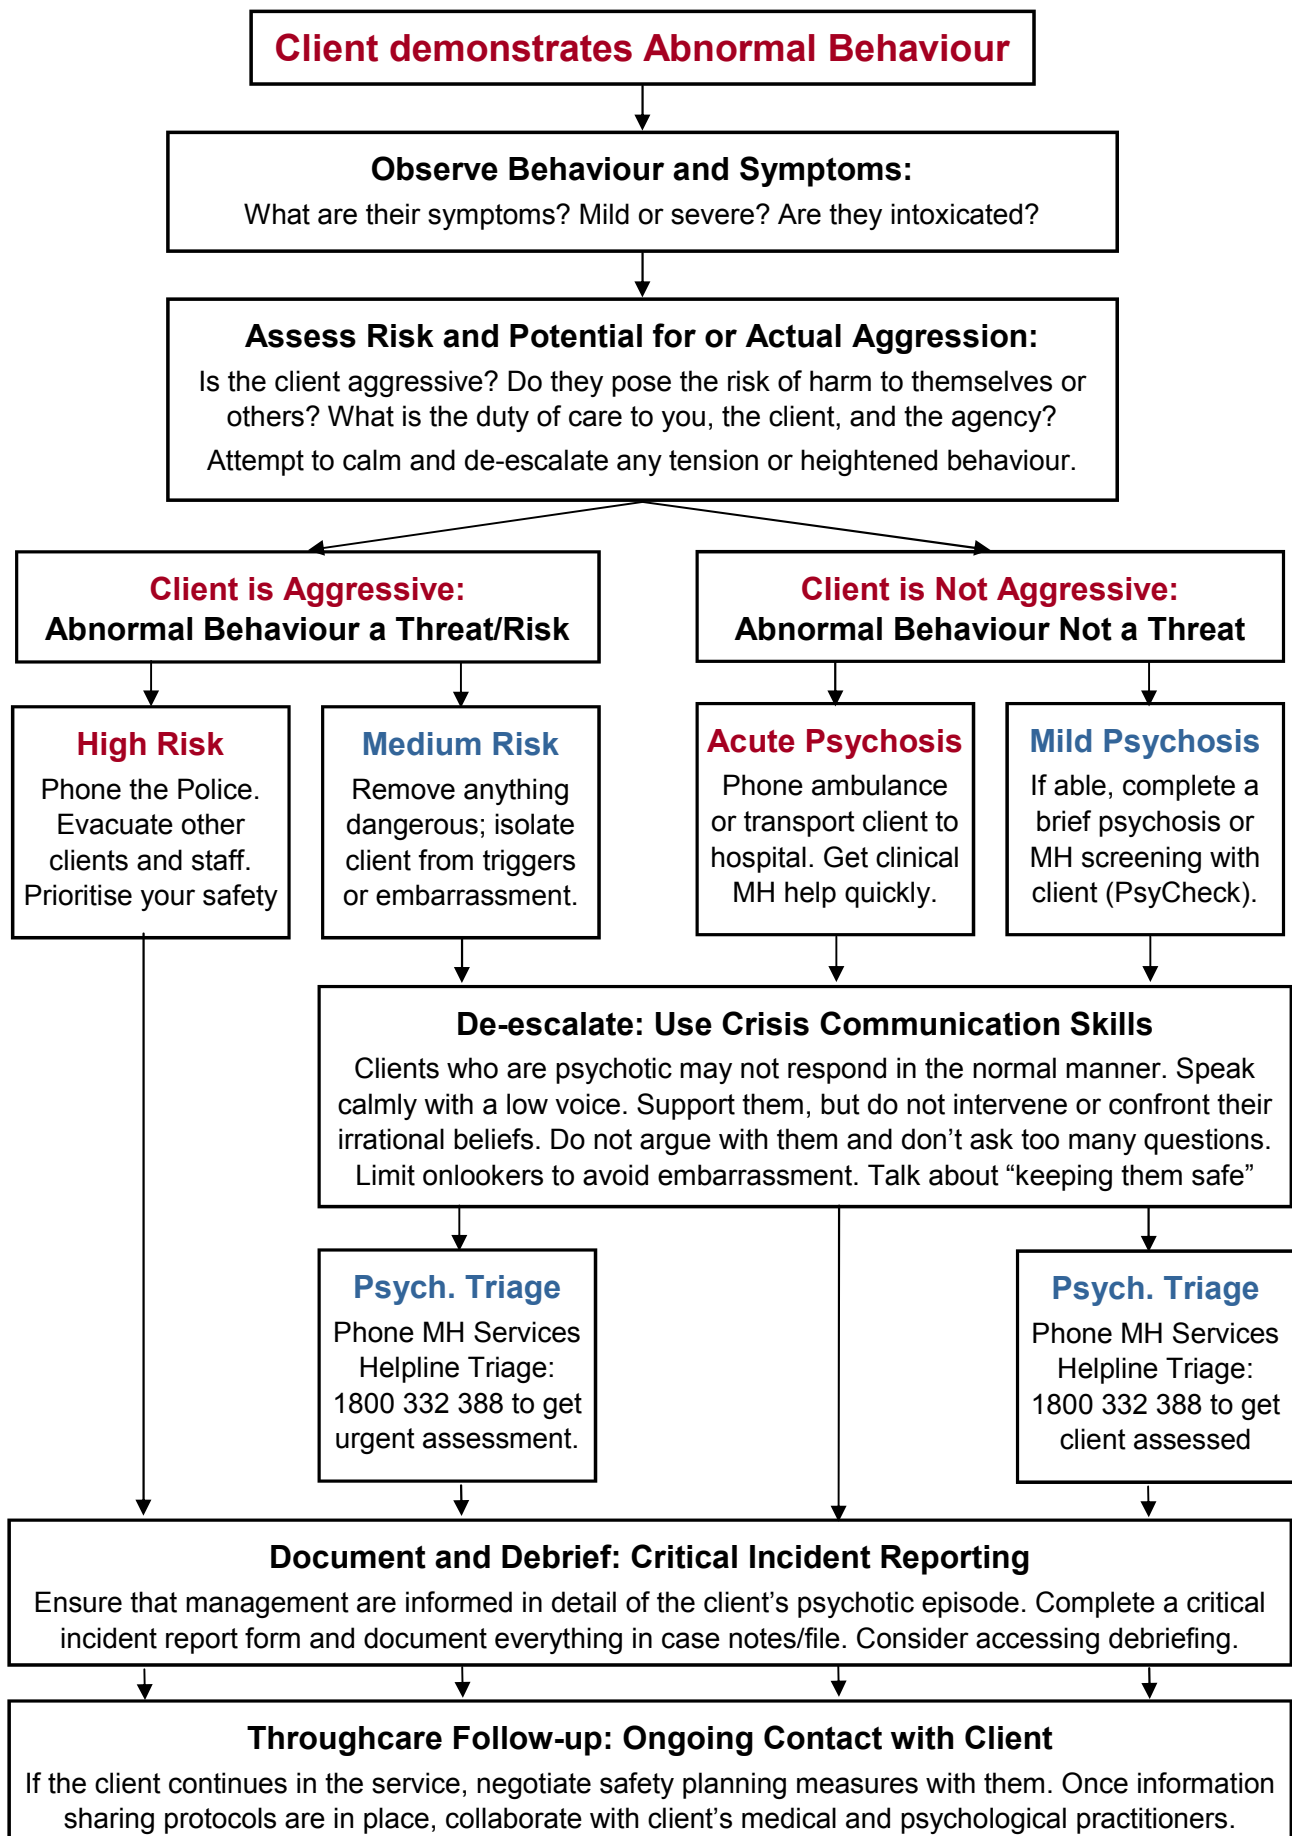 Client demonstrates Abnormal Behaviour
Observe Behaviour and Symptoms:
What are their symptoms? Mild or severe? Are they intoxicated?
Assess Risk and Potential for or Actual Aggression:
Is the client aggressive? Do they pose the risk of harm to themselves or
others? What is the duty of care to you, the client, and the agency?
Attempt to calm and de-escalate any tension or heightened behaviour.
Client is Aggressive:
Abnormal Behaviour a Threat/Risk
Client is Not Aggressive:
Abnormal Behaviour Not a Threat
High Risk
Phone the Police.
Evacuate other
clients and staff.
Prioritise your safety
Medium Risk
Remove anything
dangerous; isolate
client from triggers
or embarrassment.
Acute Psychosis
Phone ambulance
or transport client to
hospital. Get clinical
MH help quickly.
Mild Psychosis
If able, complete a
brief psychosis or
MH screening with
client (PsyCheck).
De-escalate: Use Crisis Communication Skills
Clients who are psychotic may not respond in the normal manner. Speak
calmly with a low voice. Support them, but do not intervene or confront their
irrational beliefs. Do not argue with them and don’t ask too many questions.
Limit onlookers to avoid embarrassment. Talk about “keeping them safe”
Psych. Triage
Phone MH Services
Helpline Triage:
1800 332 388 to get
urgent assessment.
Psych. Triage
Phone MH Services
Helpline Triage:
1800 332 388 to get
client assessed
Document and Debrief: Critical Incident Reporting
Ensure that management are informed in detail of the client’s psychotic episode. Complete a critical
incident report form and document everything in case notes/file. Consider accessing debriefing.
Throughcare Follow-up: Ongoing Contact with Client
If the client continues in the service, negotiate safety planning measures with them. Once information
sharing protocols are in place, collaborate with client’s medical and psychological practitioners.